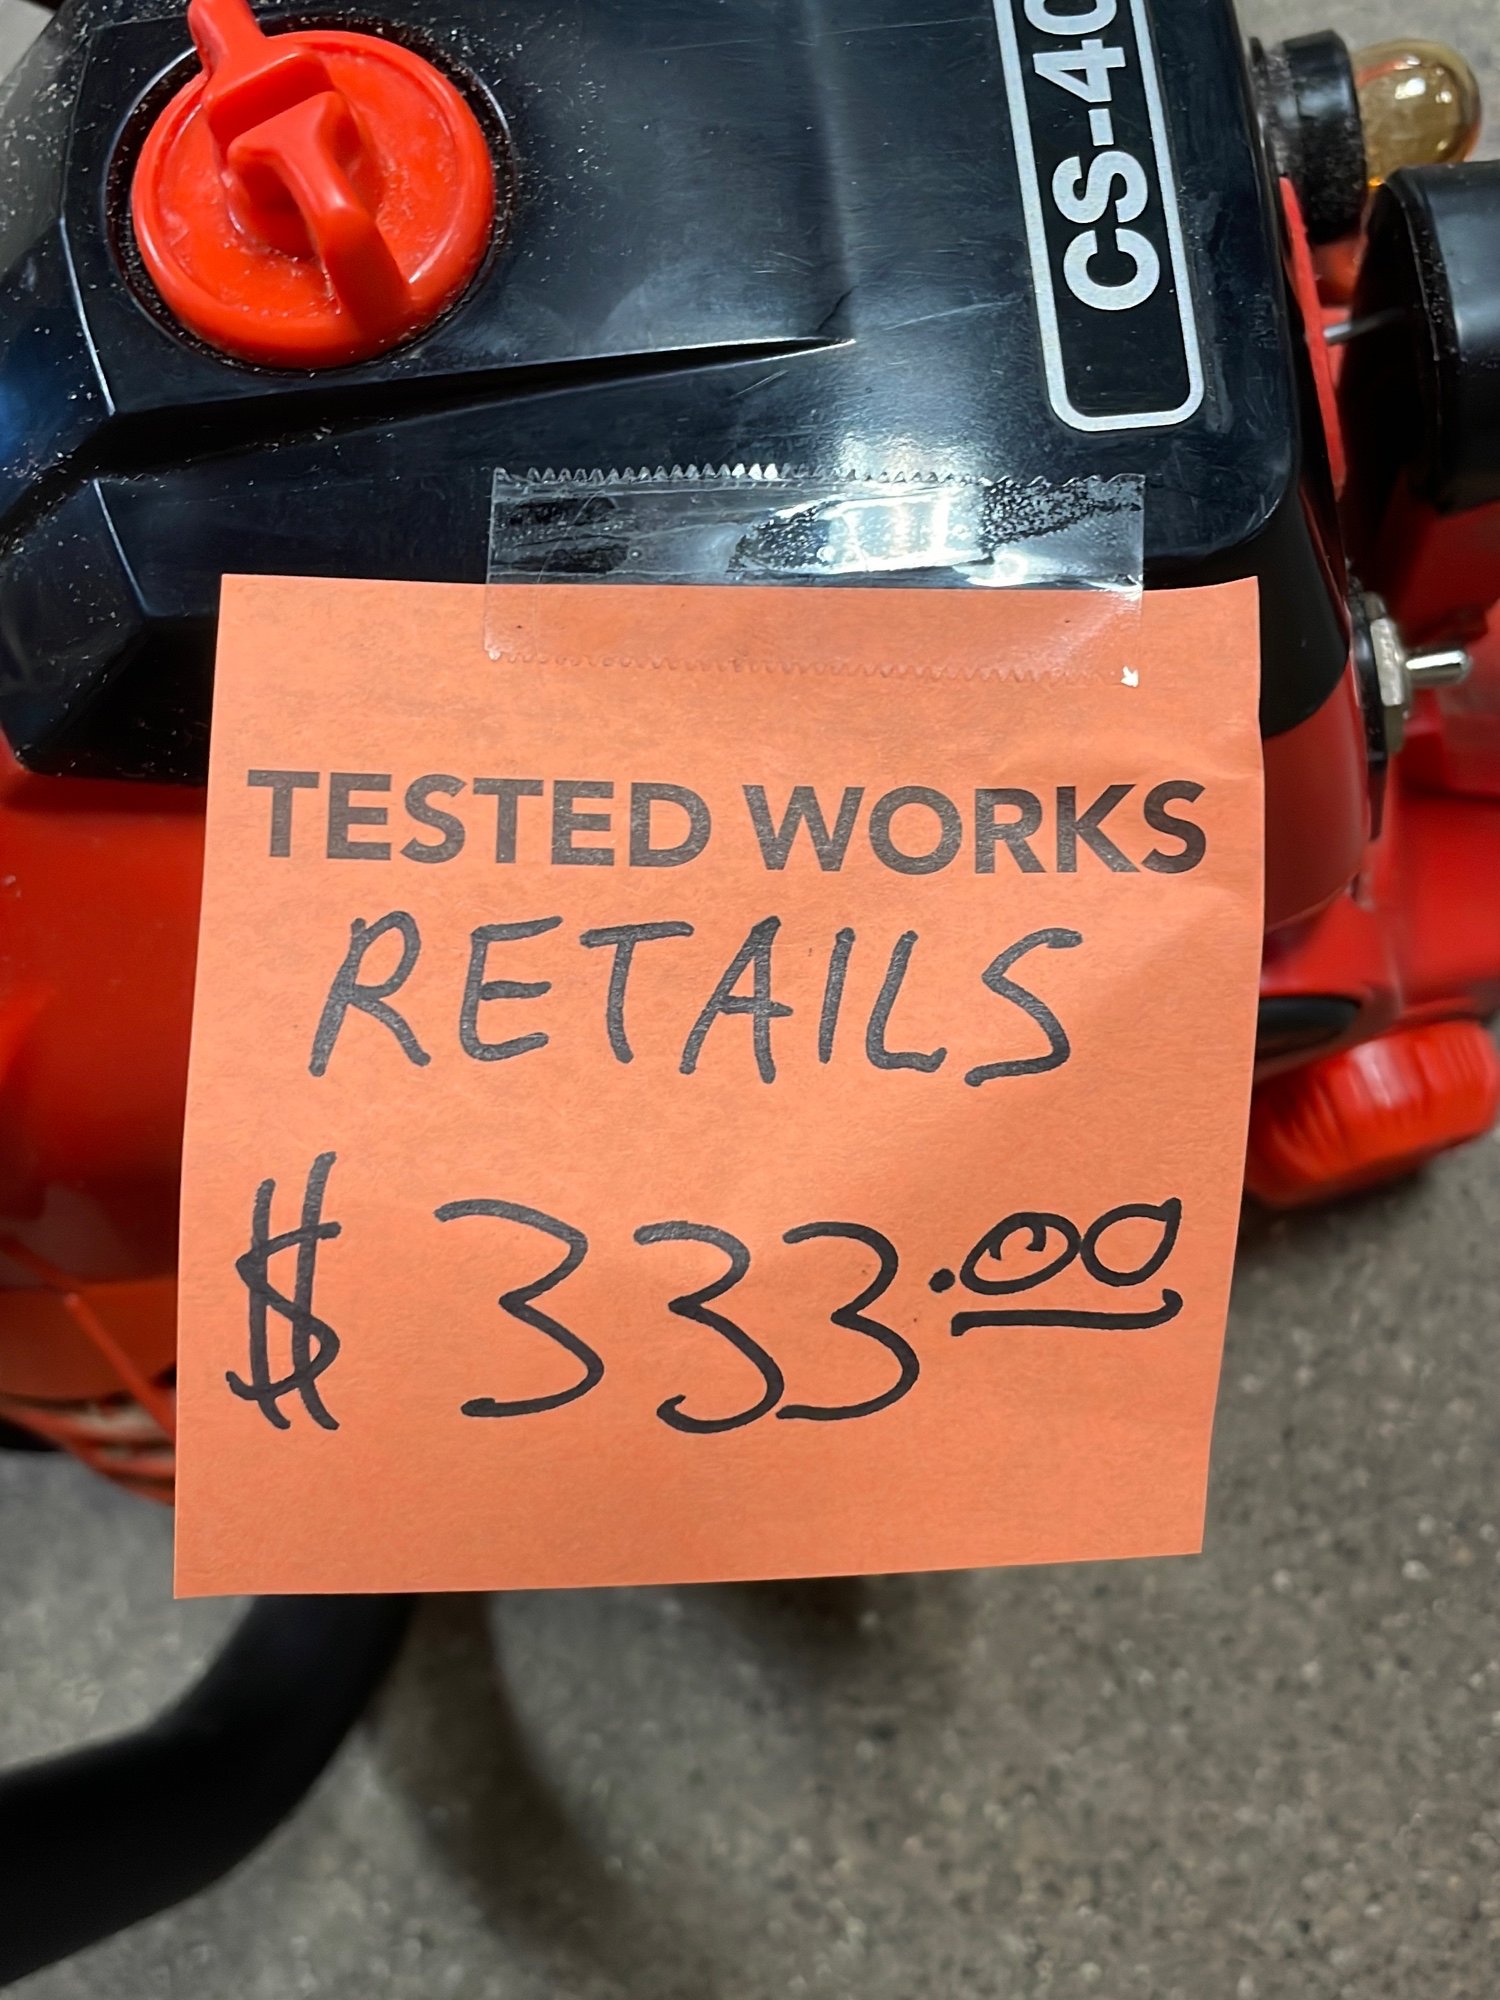 CS-40
TESTED WORKS
RETAILS
$ 333.00